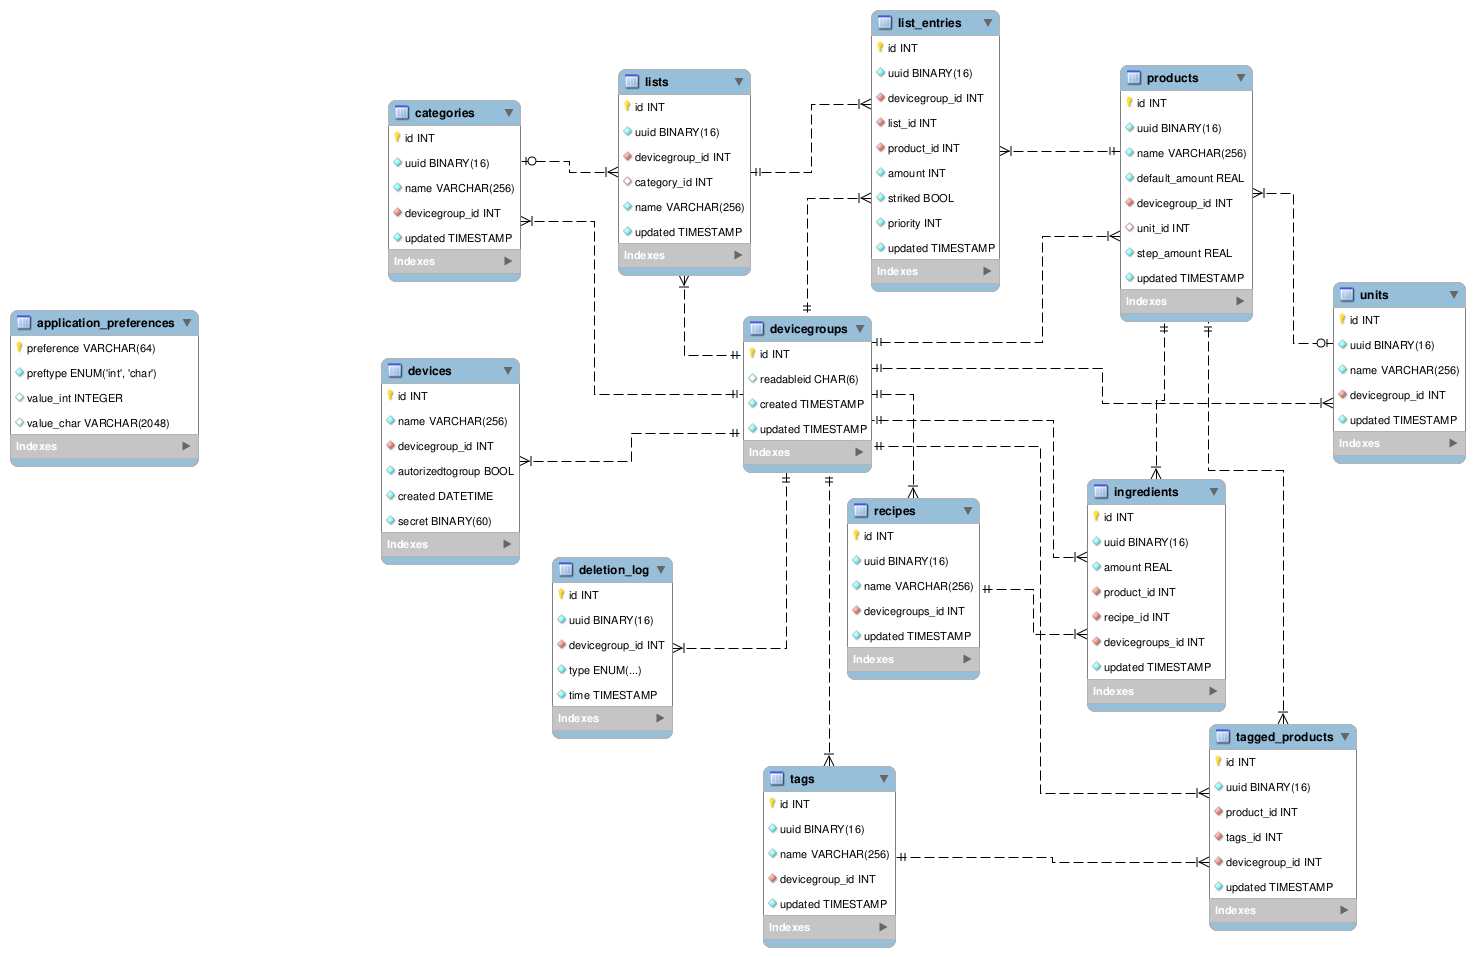 list_entries
id INT
uuid BINARY(16)
devicegroup_id INT
list_id INT
product_id INT
amount INT
striked BOOL
priority INT
updated TIMESTAMP
Indexes
products
id INT
uuid BINARY(16)
name VARCHAR(256)
default_amount REAL
devicegroup_id INT
unit_id INT
step_amount REAL
updated TIMESTAMP
Indexes
lists
id INT
uuid BINARY(16)
devicegroup_id INT
category_id INT
name VARCHAR(256)
updated TIMESTAMP
Indexes
categories
id INT
uuid BINARY(16)
name VARCHAR(256)
devicegroup_id INT
updated TIMESTAMP
Indexes
units
id INT
uuid BINARY(16)
name VARCHAR(256)
devicegroup_id INT
updated TIMESTAMP
Indexes
application_preferences
preference VARCHAR(64)
preftype ENUM('int', 'char')
value_int INTEGER
value_char VARCHAR(2048)
Indexes
devicegroups
id INT
readableid CHAR(6)
created TIMESTAMP
updated TIMESTAMP
Indexes
devices
id INT
name VARCHAR(256)
devicegroup_id INT
autorizedtogroup BOOL
created DATETIME
secret BINARY(60)
Indexes
recipes
id INT
uuid BINARY(16)
name VARCHAR(256)
devicegroups_id INT
updated TIMESTAMP
Indexes
ingredients
id INT
uuid BINARY(16)
amount REAL
product_id INT
recipe_id INT
devicegroups_id INT
updated TIMESTAMP
Indexes
deletion_log
id INT
uuid BINARY(16)
devicegroup_id INT
type ENUM(...)
time TIMESTAMP
Indexes
tagged_products
id INT
uuid BINARY(16)
product_id INT
tags_id INT
devicegroup_id INT
updated TIMESTAMP
Indexes
tags
id INT
uuid BINARY(16)
name VARCHAR(256)
devicegroup_id INT
updated TIMESTAMP
Indexes